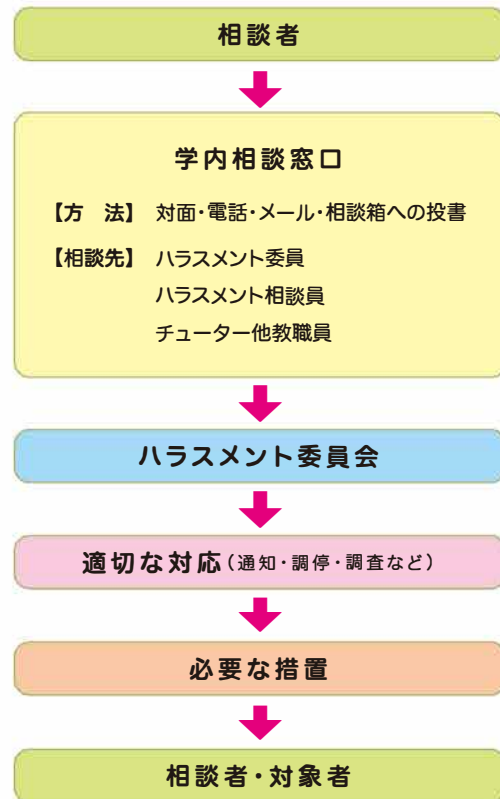 相談者
学内相談窓口
【方　法】 対面・電話・メール・相談箱への投書
【相談先】 ハラスメント委員
ハラスメント相談員
チューター他教職員
ハラスメント委員会
適切な対応（通知・調停・調査など）
必要な措置
相談者・対象者